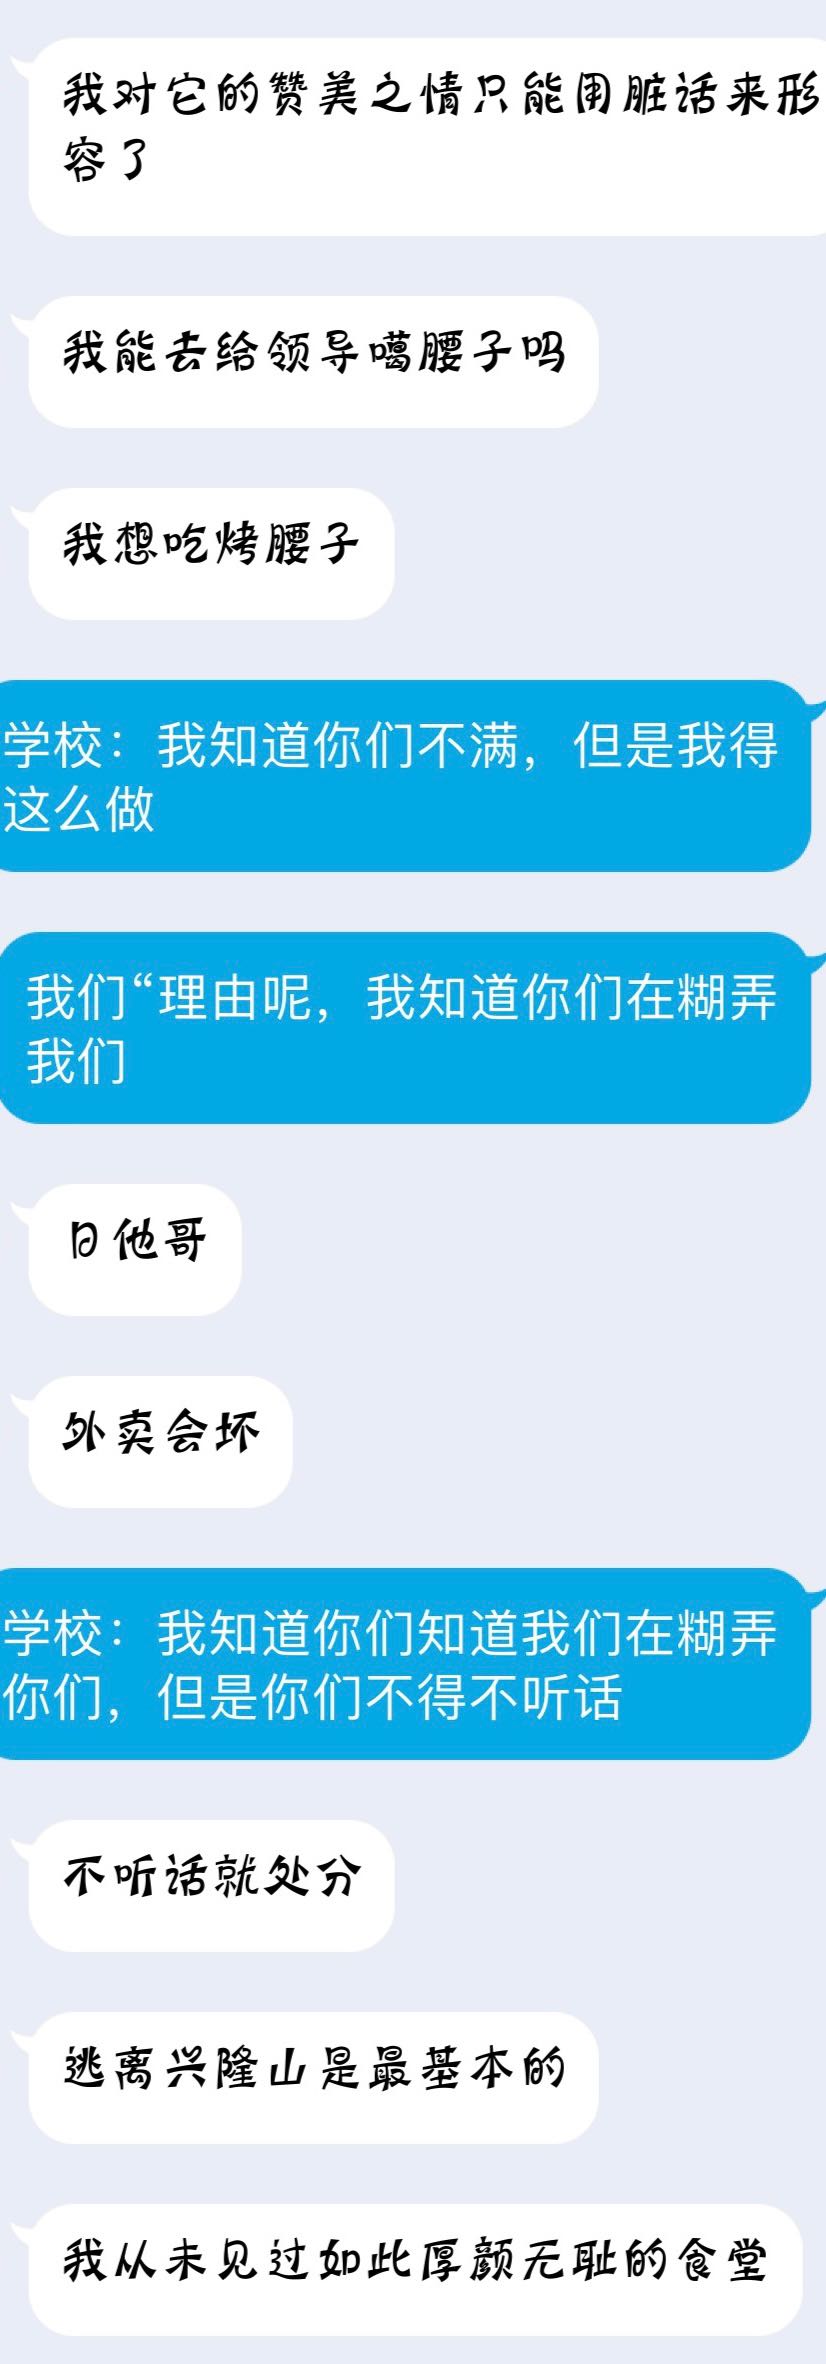 我对它的赞美之情只能用脏话来形
容了
我能去给领导噶腰子吗
我想吃烤腰子
学校：我知道你们不满，但是我得
这么做
我们“理由呢，我知道你们在糊弄
我们
日他哥
外卖会坏
学校：我知道你们知道我们在糊弄
你们，但是你们不得不听话
不听话就处分
逃离兴隆山是最基本的
我从未见过如此厚颜无耻的食堂